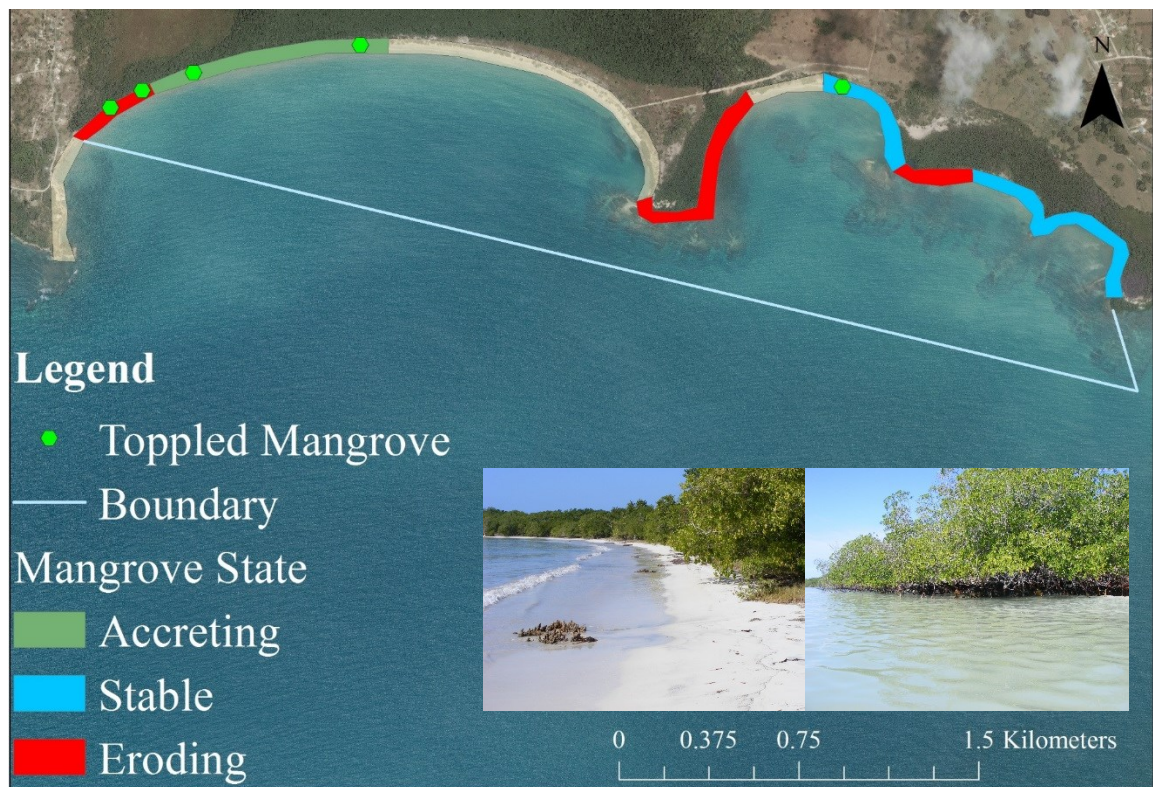 N
Legend
Toppled Mangrove
Boundary
Mangrove State
Accreting
Stable
Eroding
0 0.375 0.75 1.5 Kilometers